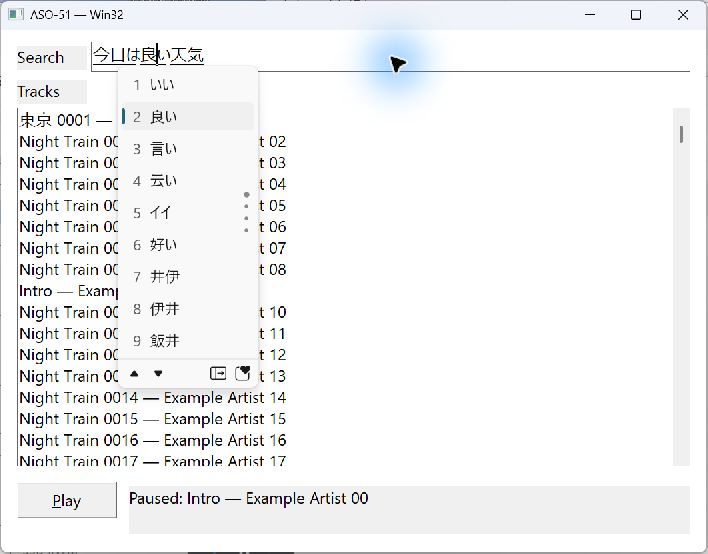 ASO-51 — Win32
Search
今日は良い天気
Tracks
1 いい
2 良い
3 言い
4 云い
5 イイ
6 好い
7 井伊
8 伊井
9 飯井
東京 0001 —
Night Train 00 t 02
Night Train 00 t 03
Night Train 00 t 04
Night Train 00 t 05
Night Train 00 t 06
Night Train 00 t 07
Night Train 00 t 08
Intro — Examp
Night Train 00 t 10
Night Train 00 t 11
Night Train 00 t 12
Night Train 00 t 13
Night Train 0014 — Example Artist 14
Night Train 0015 — Example Artist 15
Night Train 0016 — Example Artist 16
Night Train 0017 — Example Artist 17
Play
Paused: Intro — Example Artist 00